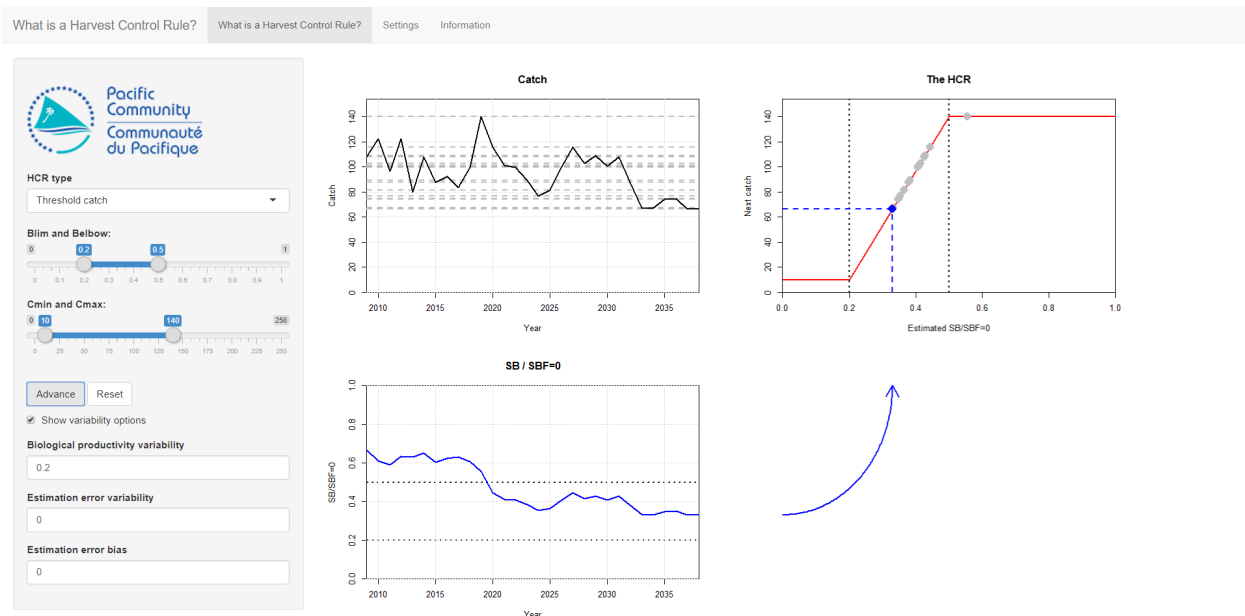 What is a Harvest Control Rule?
What is a Harvest Control Rule?
Settings
Information
Pacific
Community
Communauté
du Pacifique
HCR type
Threshold catch
Blim and Belbow:
0 0.2 0.5 1
0 0.1 0.2 0.3 0.4 0.5 0.6 0.7 0.8 0.9 1
Cmin and Cmax:
0 10 140 250
0 25 50 75 100 125 150 175 200 225 250
Advance Reset
Show variability options
Biological productivity variability
0.2
Estimation error variability
0
Estimation error bias
0
Catch
Catch
0 20 40 60 80 100 120 140
2010 2015 2020 2025 2030 2035
Year
The HCR
Next catch
0 20 40 60 80 100 120 140
0.0 0.2 0.4 0.6 0.8 1.0
Estimated SB/SBF=0
SB / SBF=0
SB/SBF=0
0.0 0.2 0.4 0.6 0.8 1.0
2010 2015 2020 2025 2030 2035
Year